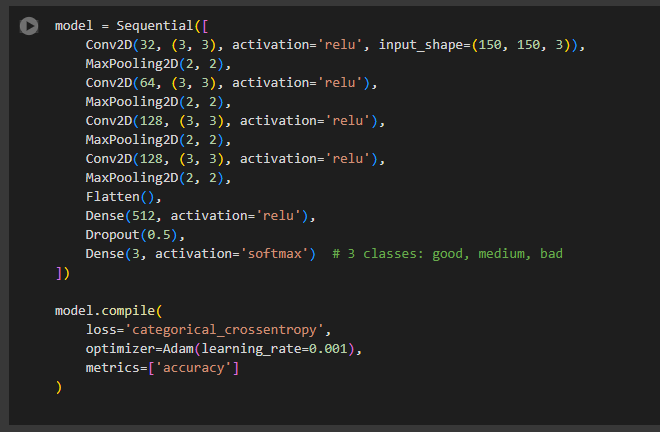 model = Sequential([
    Conv2D(32, (3, 3), activation='relu', input_shape=(150, 150, 3)),
    MaxPooling2D(2, 2),
    Conv2D(64, (3, 3), activation='relu'),
    MaxPooling2D(2, 2),
    Conv2D(128, (3, 3), activation='relu'),
    MaxPooling2D(2, 2),
    Conv2D(128, (3, 3), activation='relu'),
    MaxPooling2D(2, 2),
    Flatten(),
    Dense(512, activation='relu'),
    Dropout(0.5),
    Dense(3, activation='softmax')  # 3 classes: good, medium, bad
])

model.compile(
    loss='categorical_crossentropy',
    optimizer=Adam(learning_rate=0.001),
    metrics=['accuracy']
)